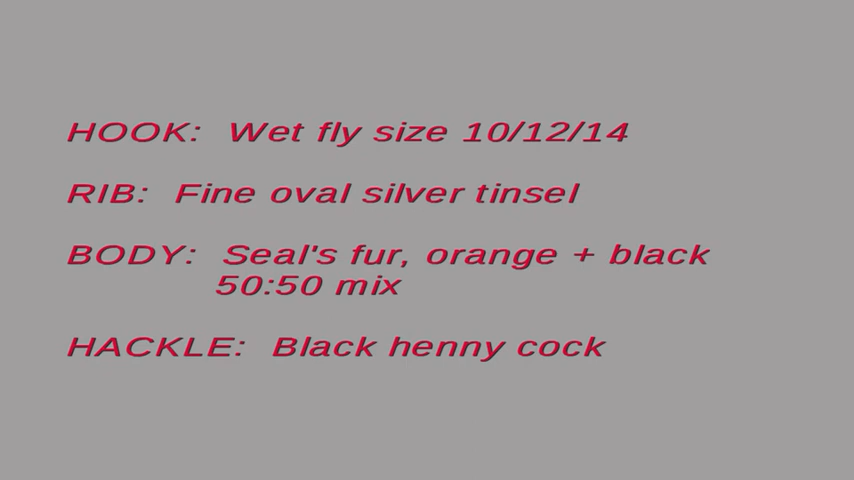 HOOK: Wet fly size 10/12/14
RIB: Fine oval silver tinsel
BODY: Seal's fur, orange + black
50:50 mix
HACKLE: Black henny cock